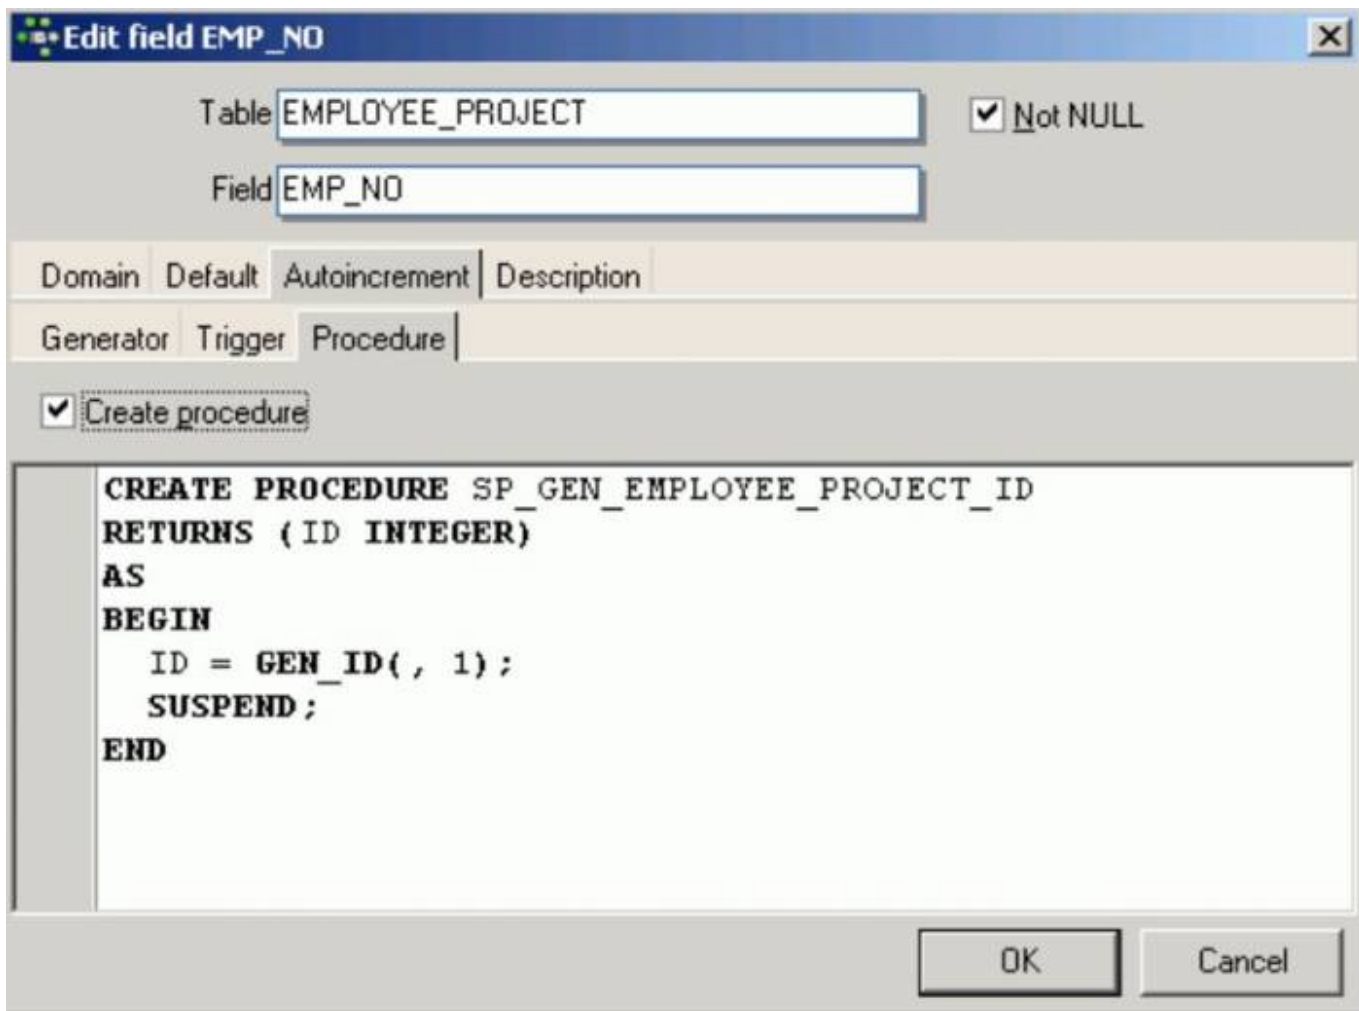 Edit field EMP_NO
Table EMPLOYEE_PROJECT Not NULL
Field EMP_NO
Domain Default Autoincrement Description
Generator Trigger Procedure
Create procedure
CREATE PROCEDURE SP_GEN_EMPLOYEE_PROJECT_ID
RETURNS (ID INTEGER)
AS
BEGIN
ID = GEN_ID(, 1);
SUSPEND;
END
OK Cancel